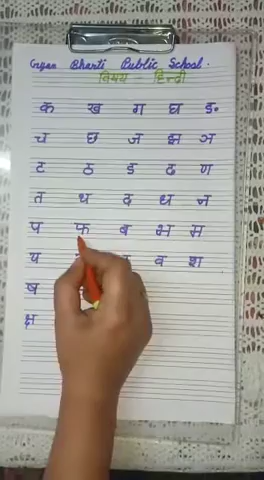 Gyan Bharti Public School.
विषय - हिन्दी
क ख ग घ ङ
च छ ज झ ञ
ट ठ ड ढ ण
त थ द ध न
प फ ब भ म
य व श
ष
क्ष